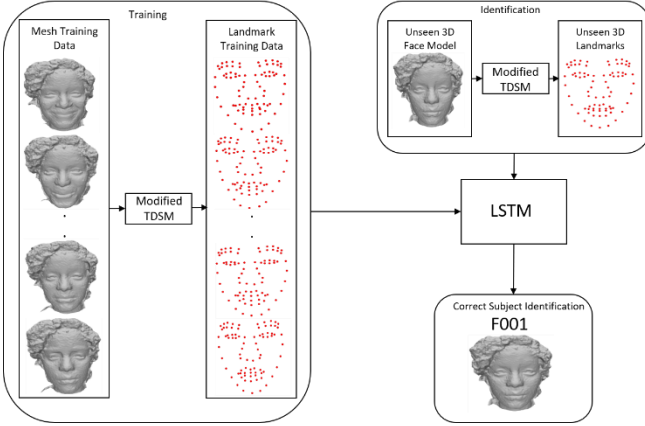 Training
Mesh Training
Data
Modified
TDSM
Landmark
Training Data
Identification
Unseen 3D
Face Model
Modified
TDSM
Unseen 3D
Landmarks
LSTM
Correct Subject Identification
F001